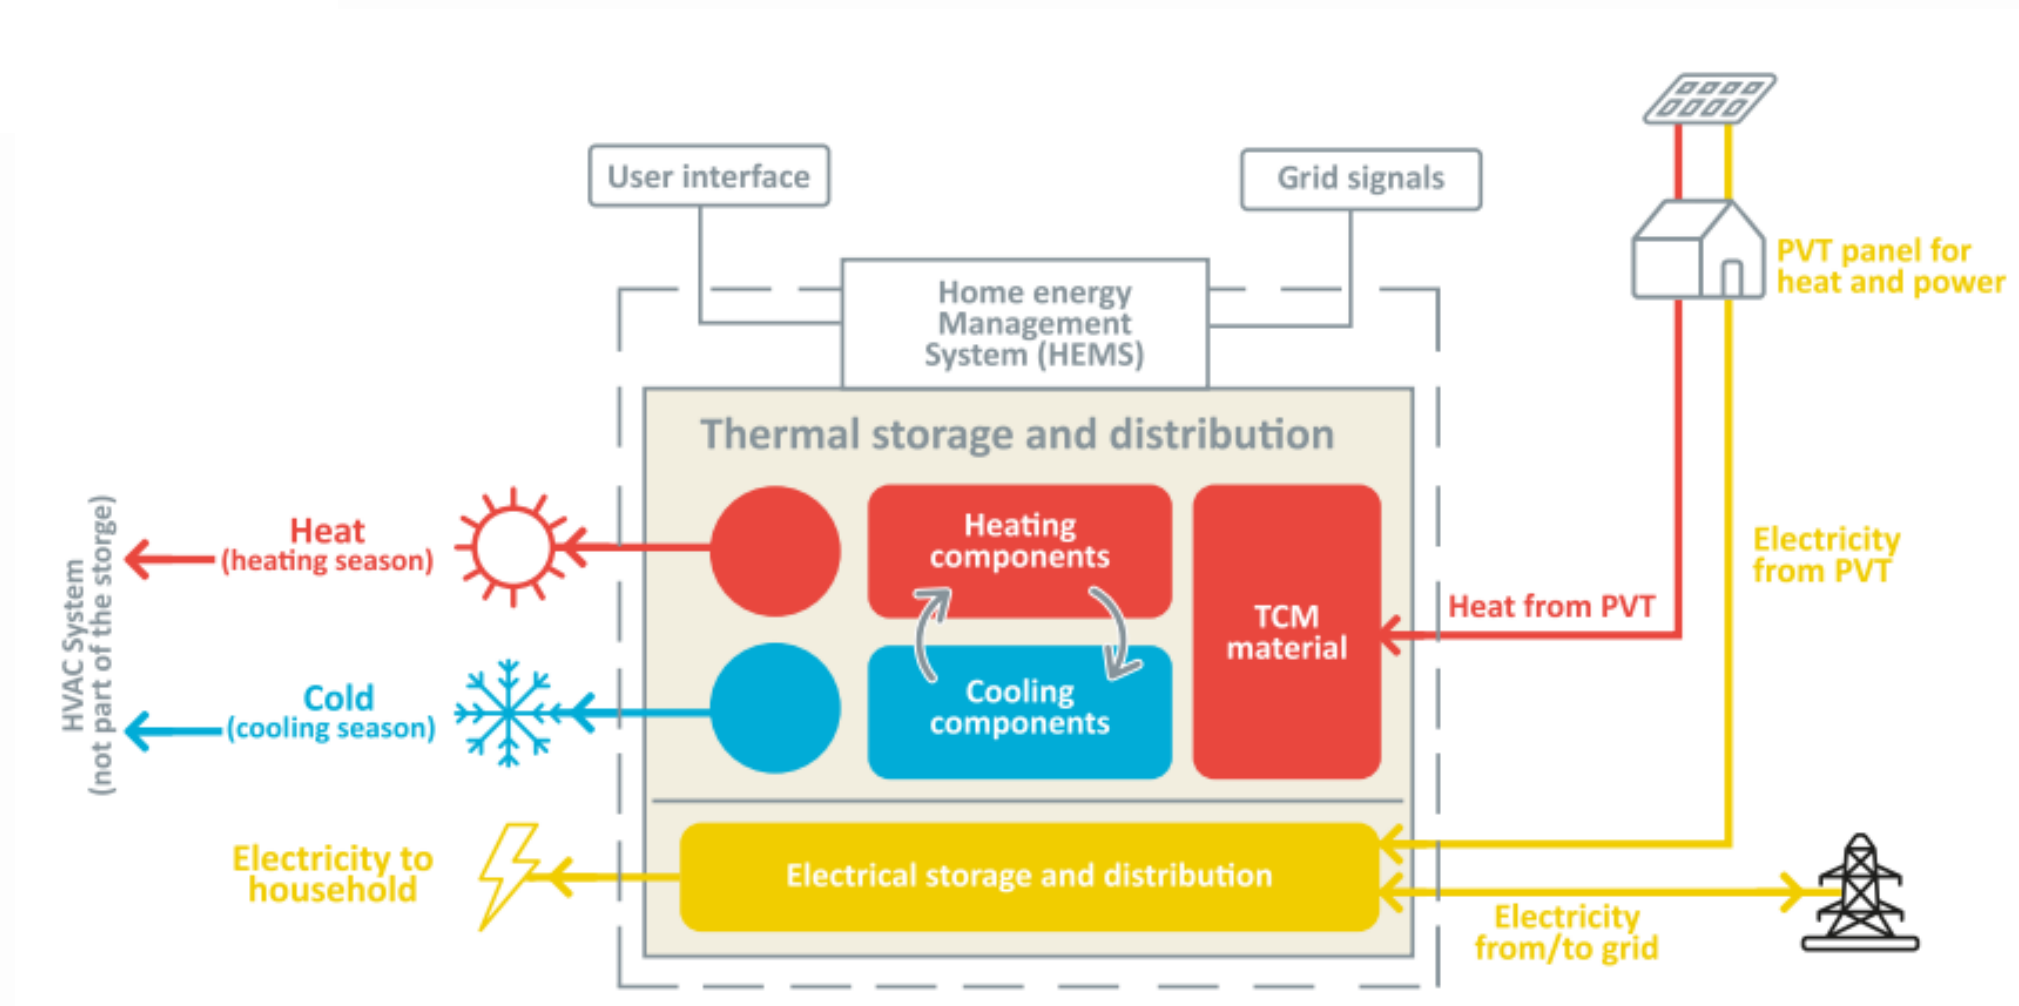 User interface
Grid signals
Home energy
Management
System (HEMS)
PVT panel for
heat and power
Thermal storage and distribution
HVAC System
(not part of the storge)
Heat
(heating season)
Heating
components
TCM
material
Heat from PVT
Electricity
from PVT
Cold
(cooling season)
Cooling
components
Electricity to
household
Electrical storage and distribution
Electricity
from/to grid